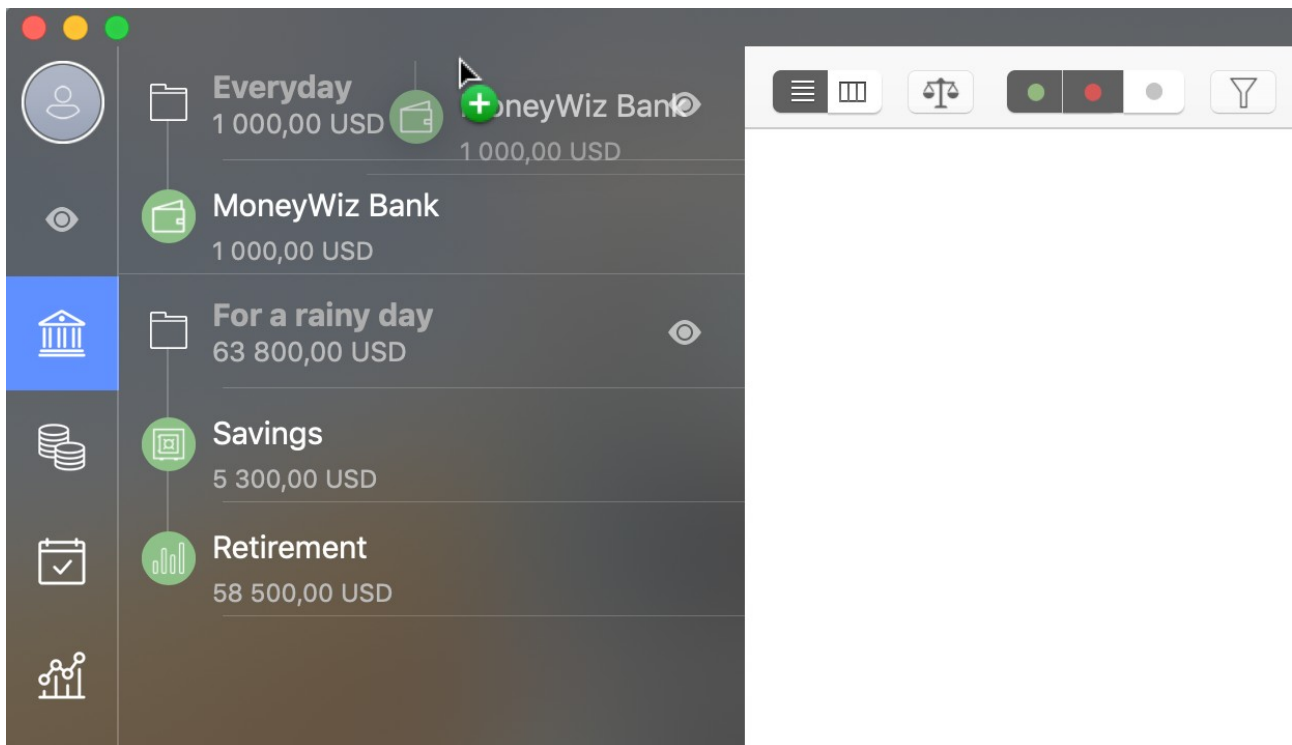 Everyday
1 000,00 USD
neyWiz Bank
1 000,00 USD
MoneyWiz Bank
1 000,00 USD
For a rainy day
63 800,00 USD
Savings
5 300,00 USD
Retirement
58 500,00 USD